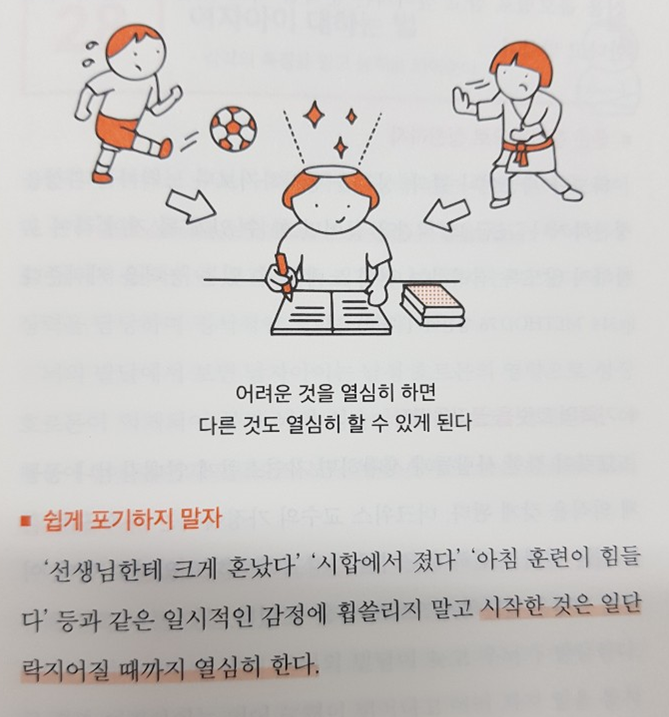 어려운 것을 열심히 하면
다른 것도 열심히 할 수 있게 된다
■ 쉽게 포기하지 말자
‘선생님한테 크게 혼났다’ ‘시합에서 졌다’ ‘아침 훈련이 힘들
다’ 등과 같은 일시적인 감정에 휩쓸리지 말고 시작한 것은 일단
락지어질 때까지 열심히 한다.